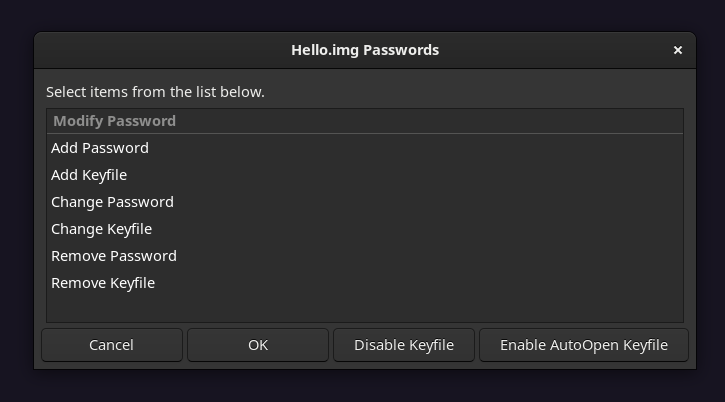 Hello.img Passwords
×
Select items from the list below.
Modify Password
Add Password
Add Keyfile
Change Password
Change Keyfile
Remove Password
Remove Keyfile
Cancel OK Disable Keyfile Enable AutoOpen Keyfile